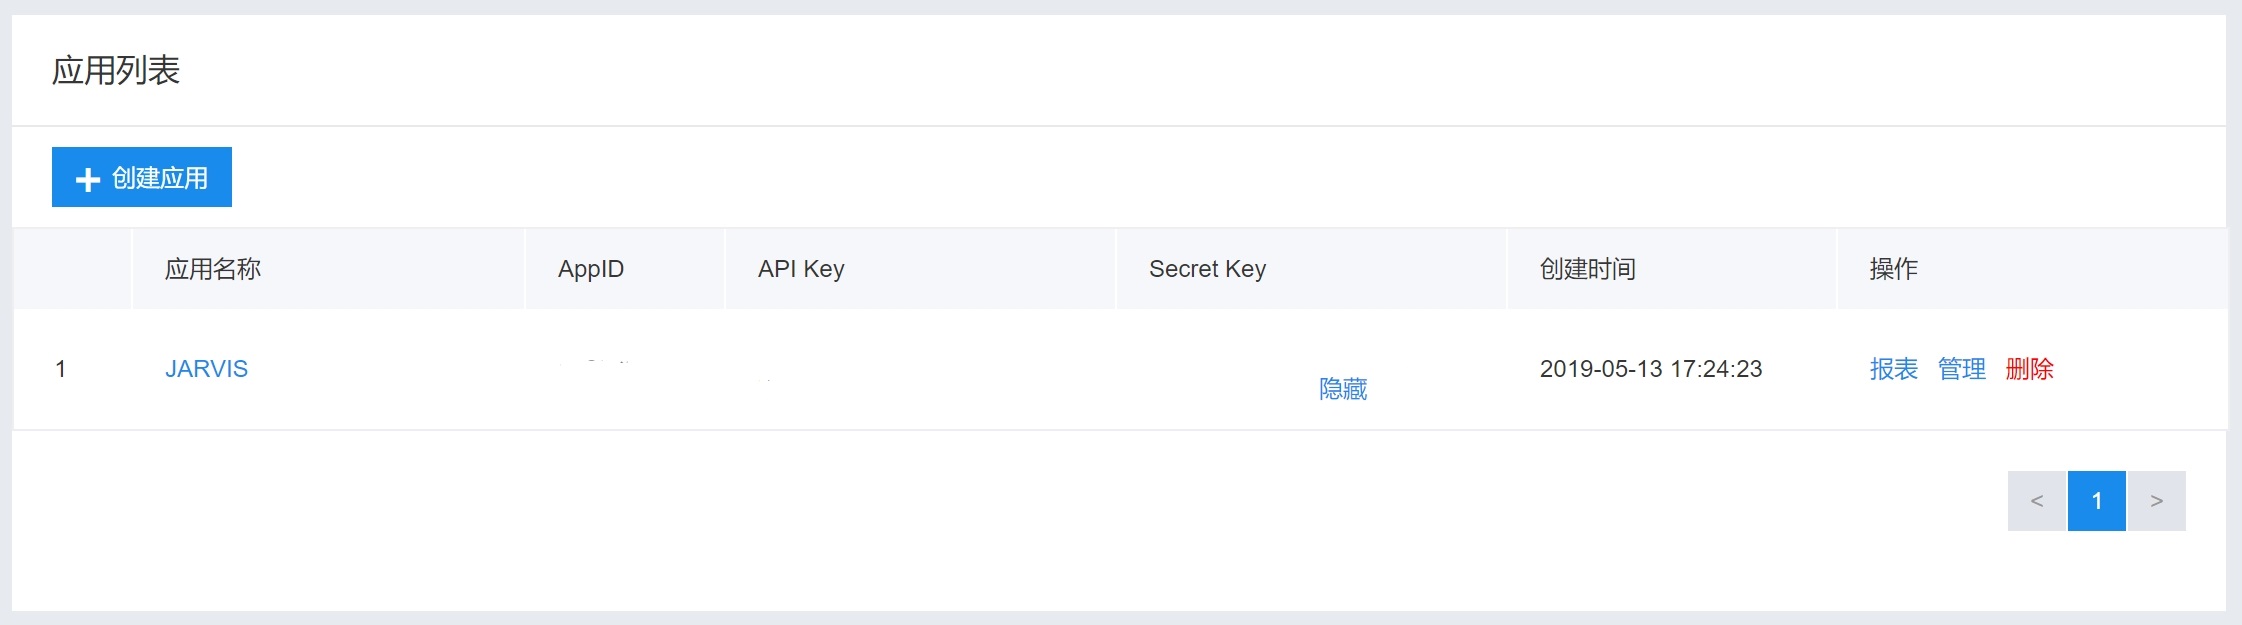 应用列表
+ 创建应用
应用名称 AppID API Key Secret Key 创建时间 操作
1 JARVIS 隐藏 2019-05-13 17:24:23 报表 管理 删除
< 1 >